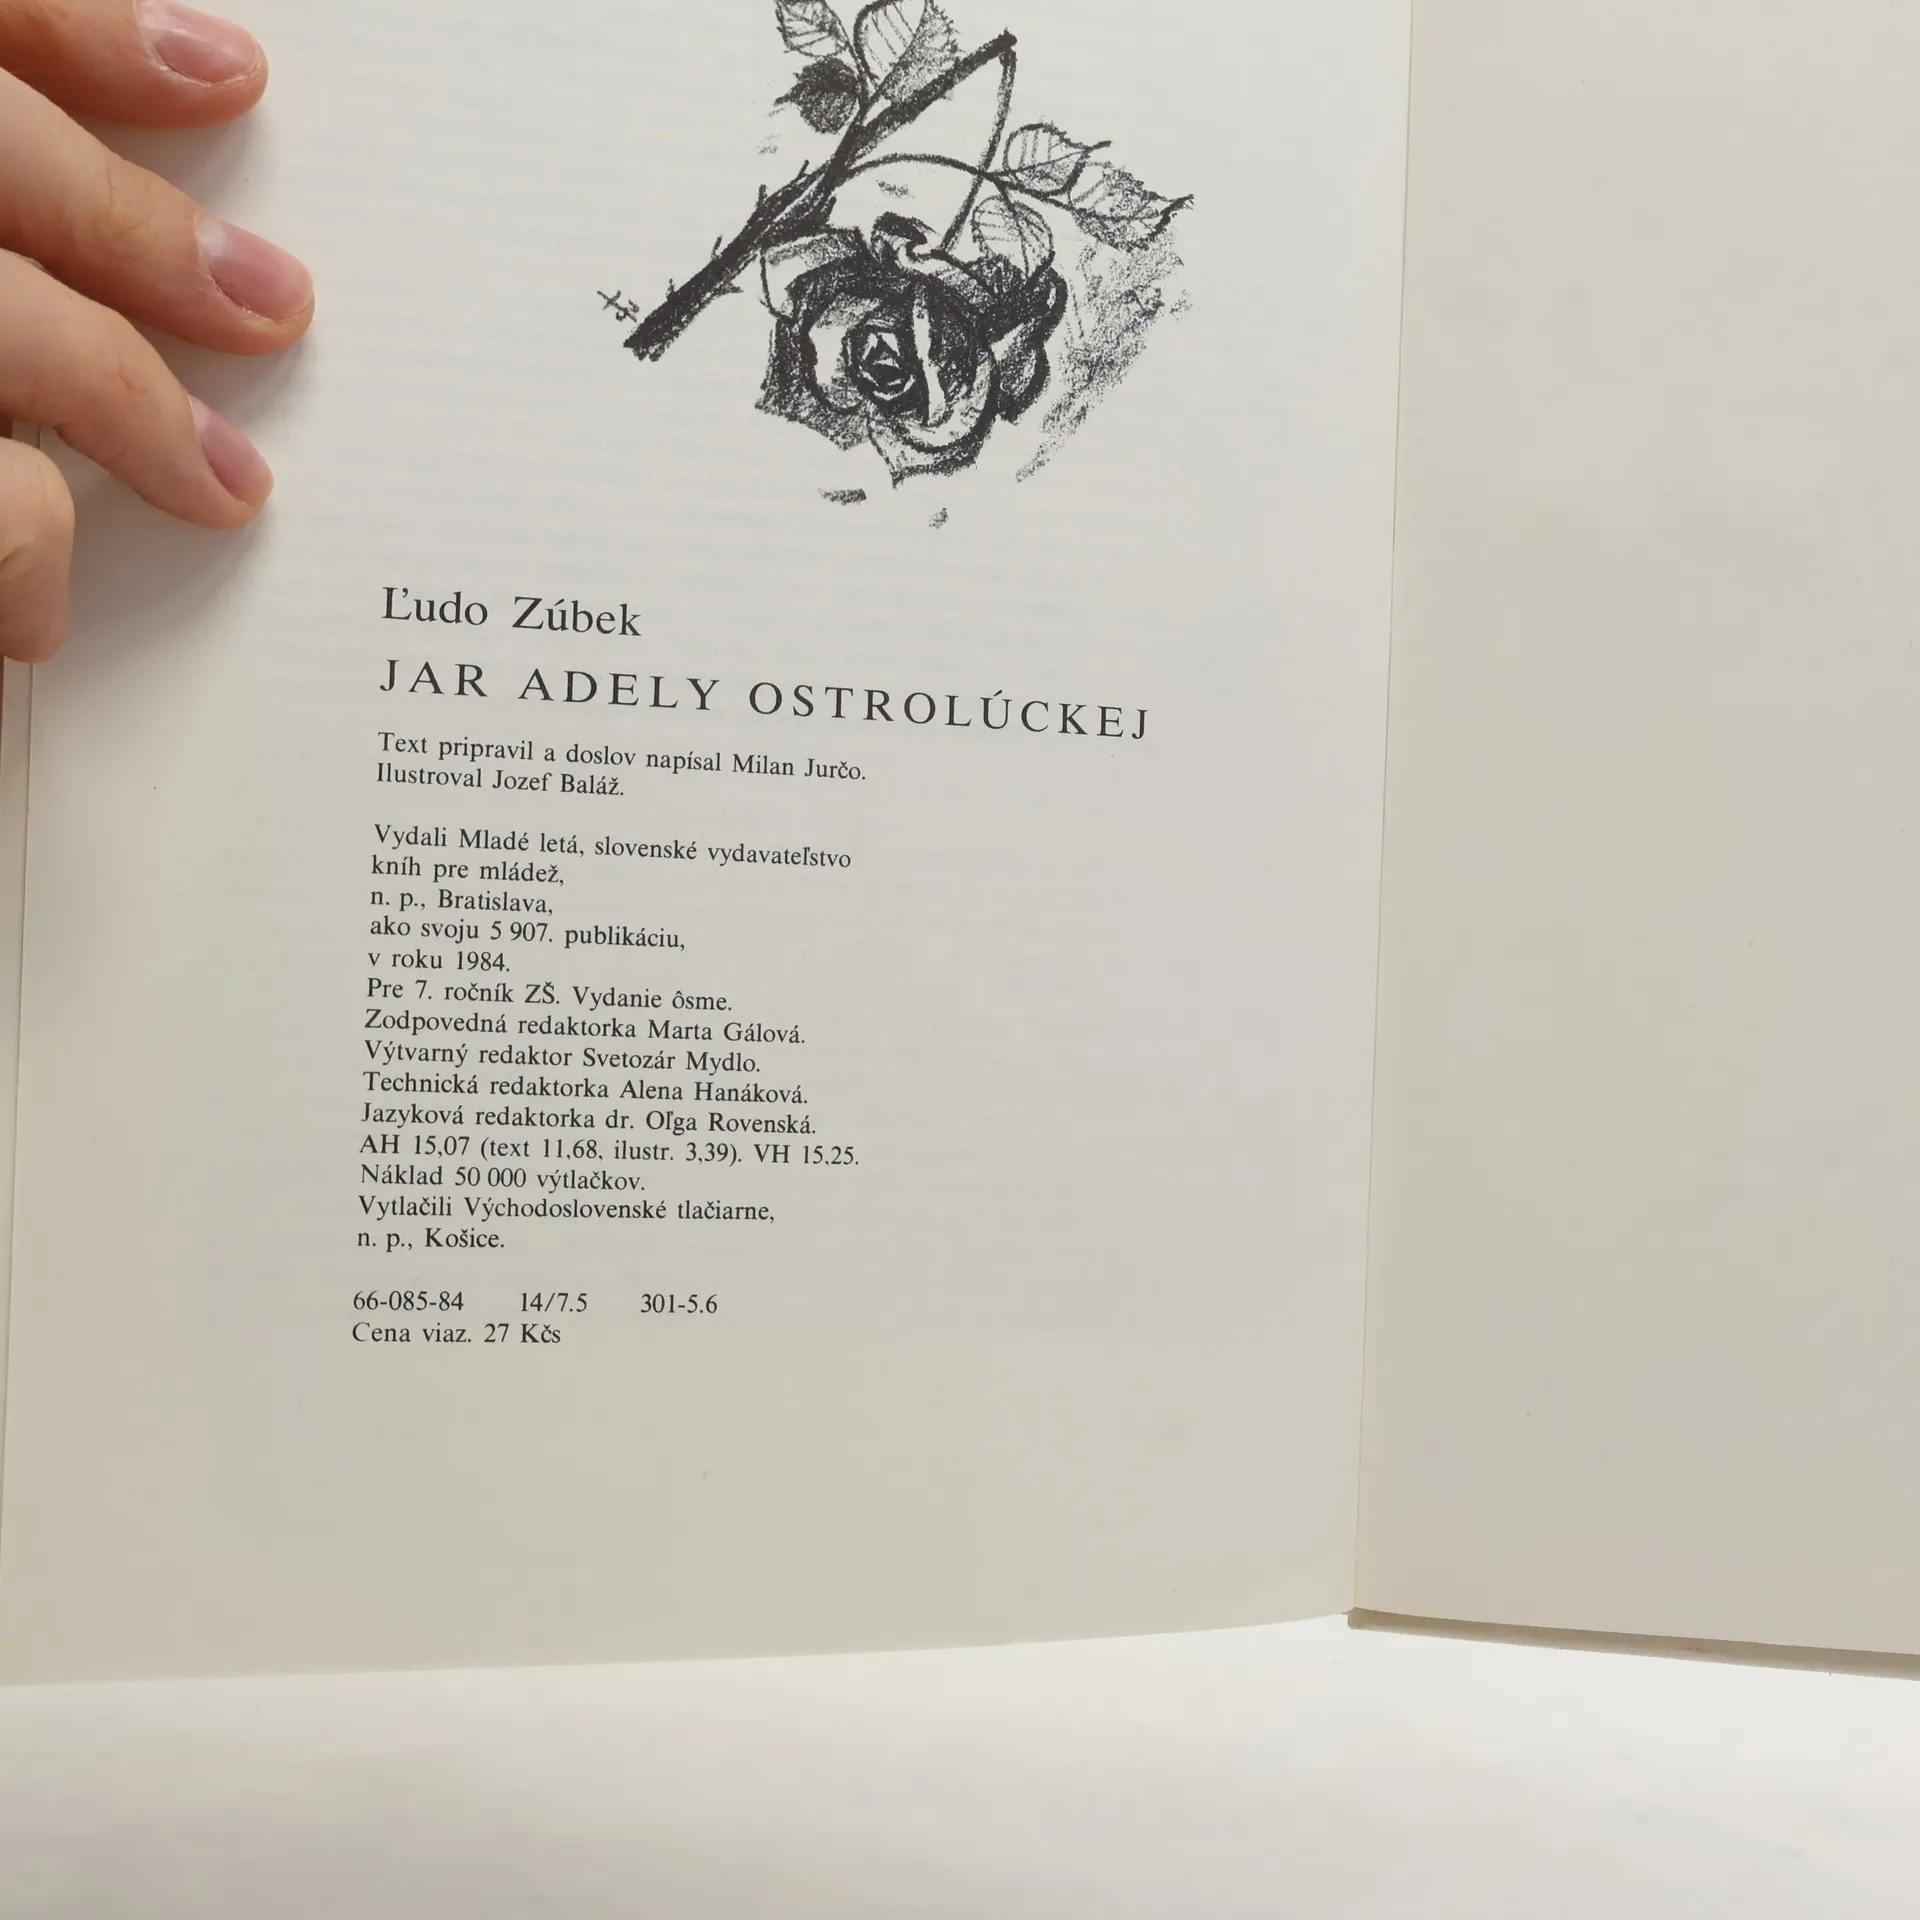 Ľudo Zúbek
JAR ADELY OSTROLÚCKEJ
Text pripravil a doslov napísal Milan Jurčo.
Ilustroval Jozef Baláž.
Vydali Mladé letá, slovenské vydavateľstvo
kníh pre mládež,
n. p., Bratislava,
ako svoju 5 907. publikáciu,
v roku 1984.
Pre 7. ročník ZŠ. Vydanie ôsme.
Zodpovedná redaktorka Marta Gálová.
Výtvarný redaktor Svetozár Mydlo.
Technická redaktorka Alena Hanáková.
Jazyková redaktorka dr. Oľga Rovenská.
AH 15,07 (text 11,68, ilustr. 3,39). VH 15,25.
Náklad 50 000 výtlačkov.
Vytlačili Východoslovenské tlačiarne,
n. p., Košice.
66-085-84 14/7.5 301-5.6
Cena viaz. 27 Kčs